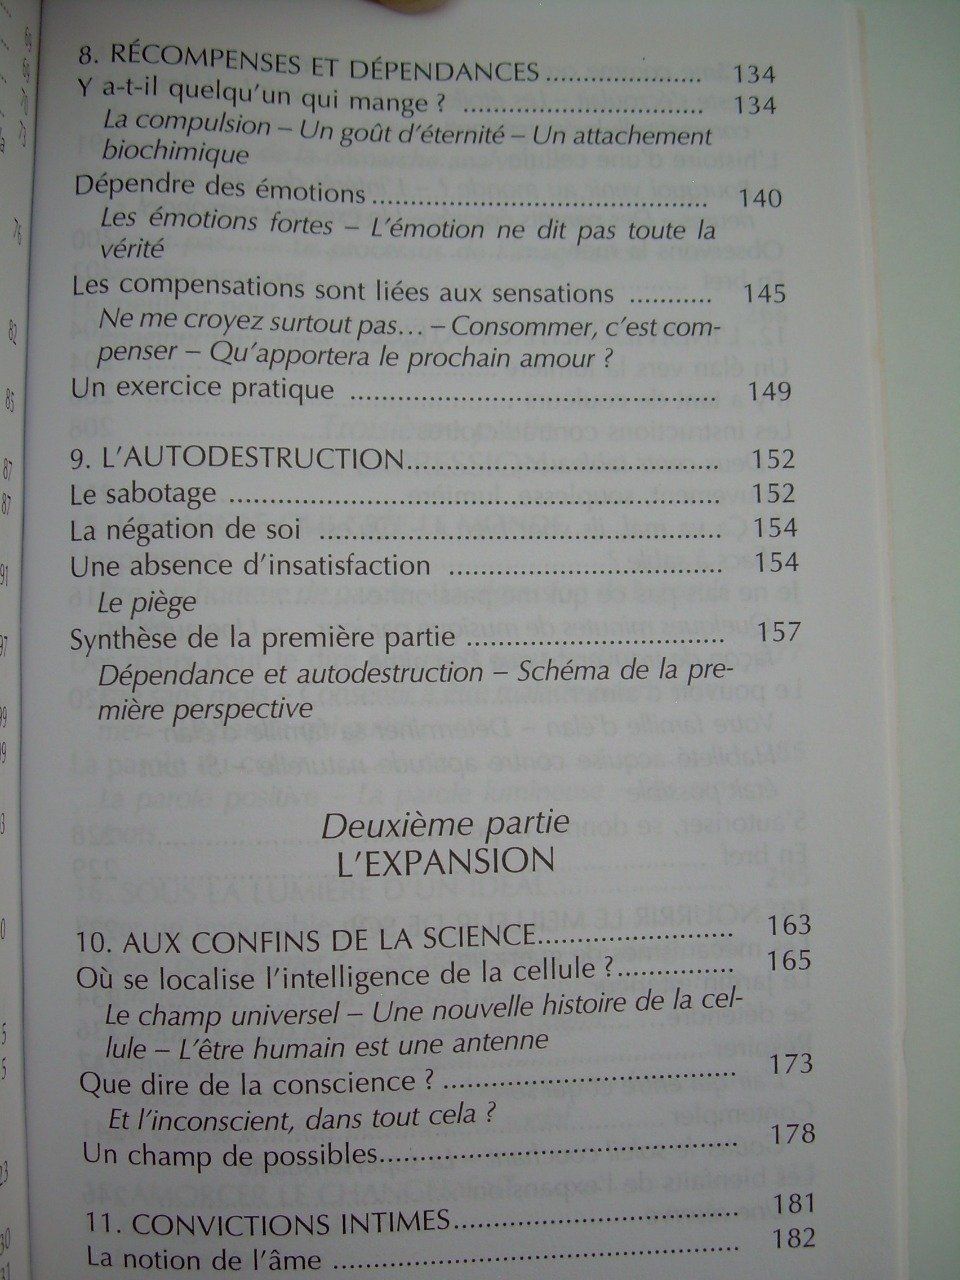 8. RÉCOMPENSES ET DÉPENDANCES .................... 134
Y a-t-il quelqu'un qui mange ? .............................. 134
La compulsion – Un goût d'éternité – Un attachement
biochimique
Dépendre des émotions ............................................ 140
Les émotions fortes – L'émotion ne dit pas toute la
vérité
Les compensations sont liées aux sensations ........... 145
Ne me croyez surtout pas... – Consommer, c'est com-
penser – Qu'apportera le prochain amour ?
Un exercice pratique ............................................... 149
9. L'AUTODESTRUCTION........................................ 152
Le sabotage ............................................................... 152
La négation de soi .................................................... 154
Une absence d'insatisfaction ................................... 154
Le piège
Synthèse de la première partie ................................ 157
Dépendance et autodestruction – Schéma de la pre-
mière perspective
Deuxième partie
L'EXPANSION
10. AUX CONFINS DE LA SCIENCE......................... 163
Où se localise l'intelligence de la cellule ?............... 165
Le champ universel – Une nouvelle histoire de la cel-
lule – L'être humain est une antenne
Que dire de la conscience ? ...................................... 173
Et l'inconscient, dans tout cela ?
Un champ de possibles.............................................. 178
11. CONVICTIONS INTIMES..................................... 181
La notion de l'âme .................................................... 182